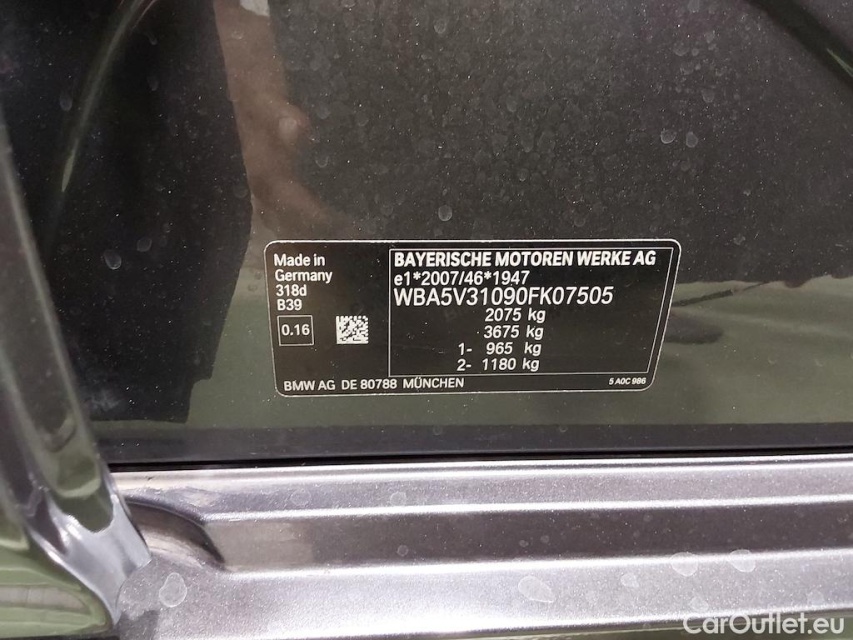 Made in
Germany
318d
B39
0.16
BAYERISCHE MOTOREN WERKE AG
e1*2007/46*1947
WBA5V31090FK07505
2075 kg
3675 kg
1- 965 kg
2- 1180 kg
BMW AG DE 80788 MÜNCHEN
5 A0C 986
CarOutlet.eu